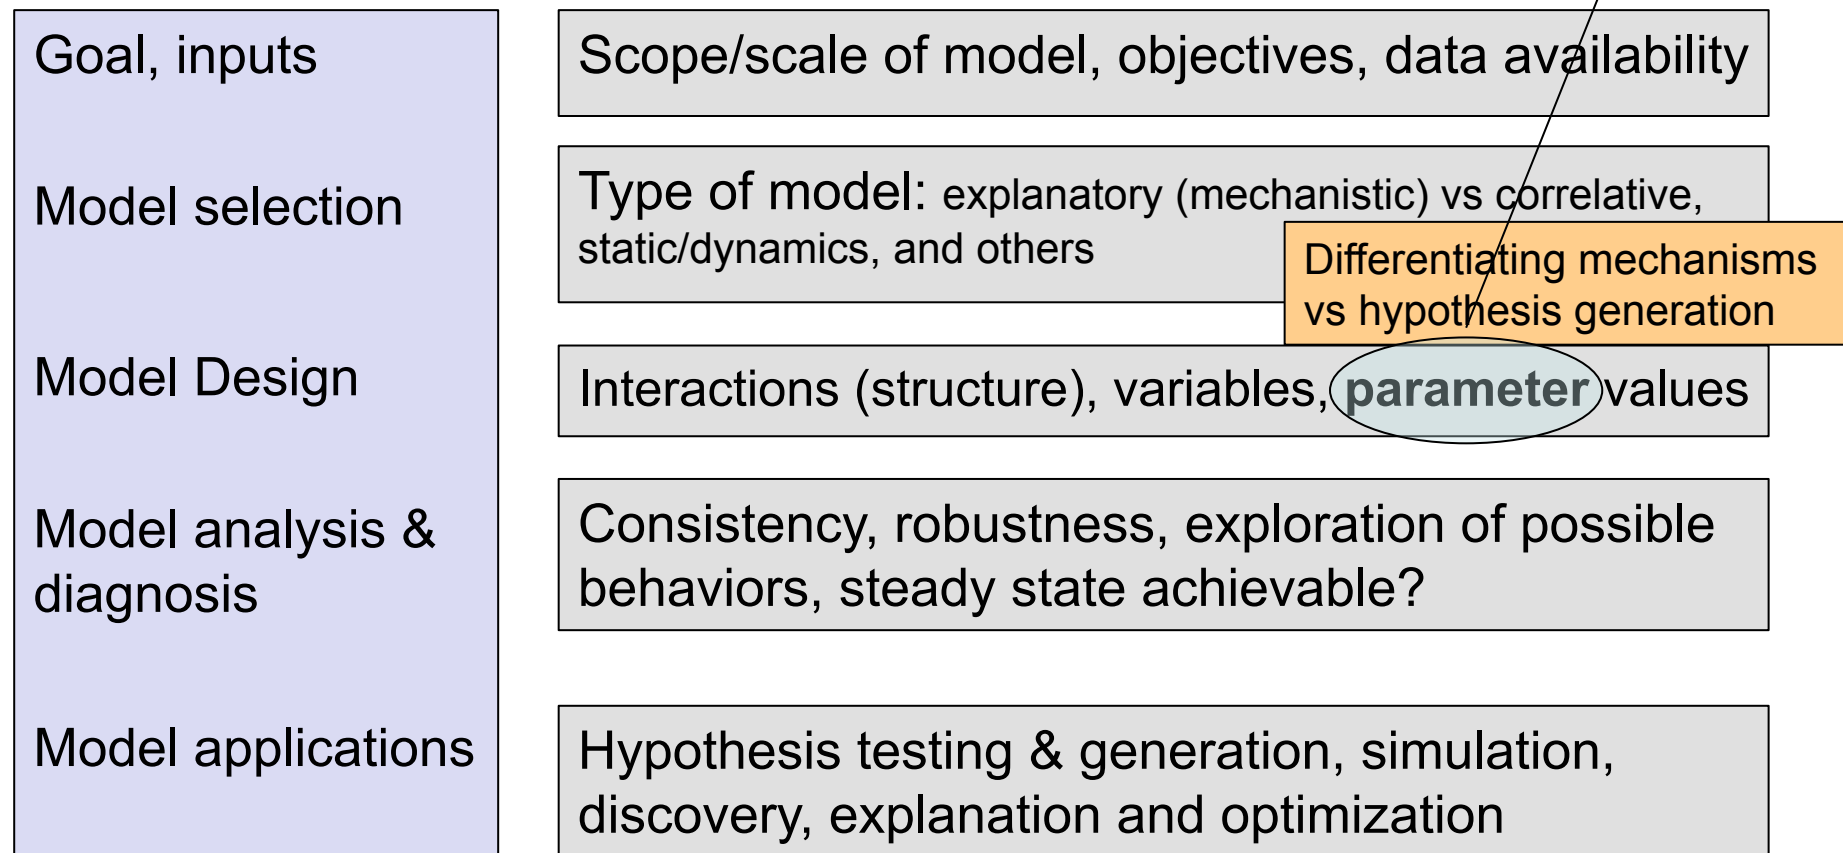 Goal, inputs
Scope/scale of model, objectives, data availability
Model selection
Type of model: explanatory (mechanistic) vs correlative,
static/dynamics, and others
Differentiating mechanisms
vs hypothesis generation
Model Design
Interactions (structure), variables, parameter values
Model analysis &
diagnosis
Consistency, robustness, exploration of possible
behaviors, steady state achievable?
Model applications
Hypothesis testing & generation, simulation,
discovery, explanation and optimization